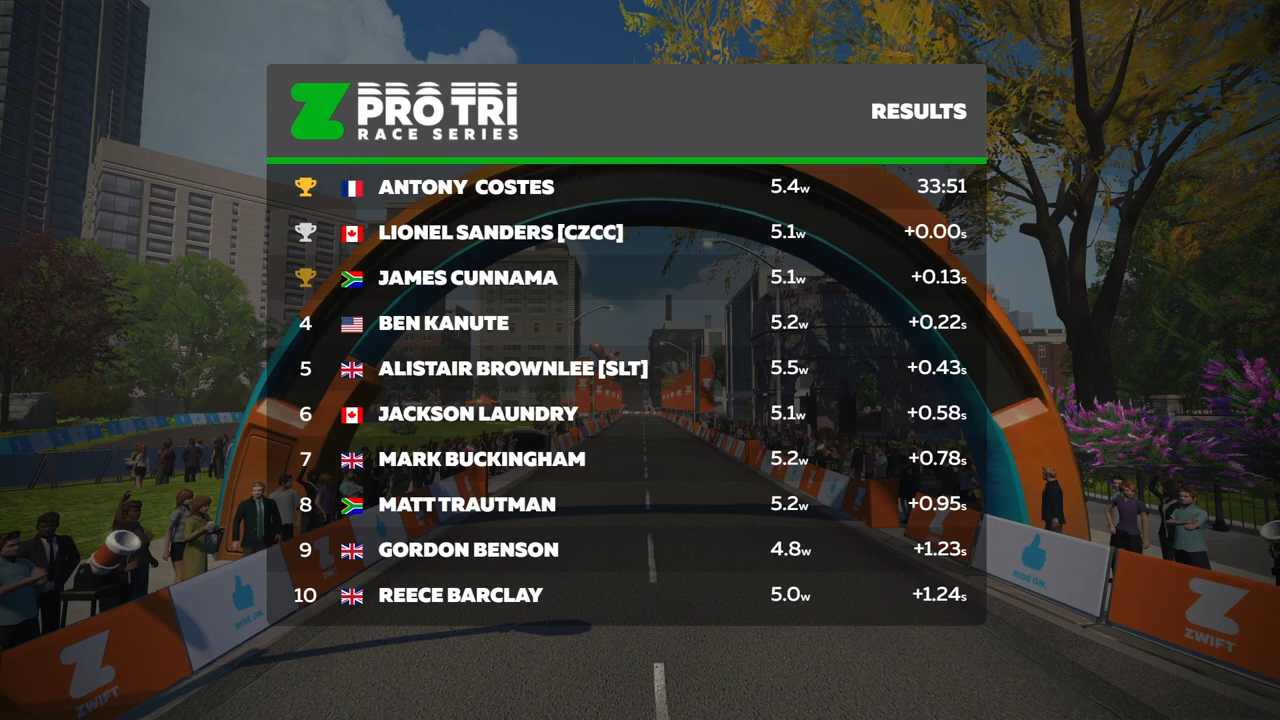 Z PRO TRI
RACE SERIES
RESULTS
ANTONY COSTES 5.4w 33:51
LIONEL SANDERS [CZCC] 5.1w +0.00s
JAMES CUNNAMA 5.1w +0.13s
4 BEN KANUTE 5.2w +0.22s
5 ALISTAIR BROWNLEE [SLT] 5.5w +0.43s
6 JACKSON LAUNDRY 5.1w +0.58s
7 MARK BUCKINGHAM 5.2w +0.78s
8 MATT TRAUTMAN 5.2w +0.95s
9 GORDON BENSON 4.8w +1.23s
10 REECE BARCLAY 5.0w +1.24s
RIDE ON.
RIDE ON.
ZWIFT
ZWIFT